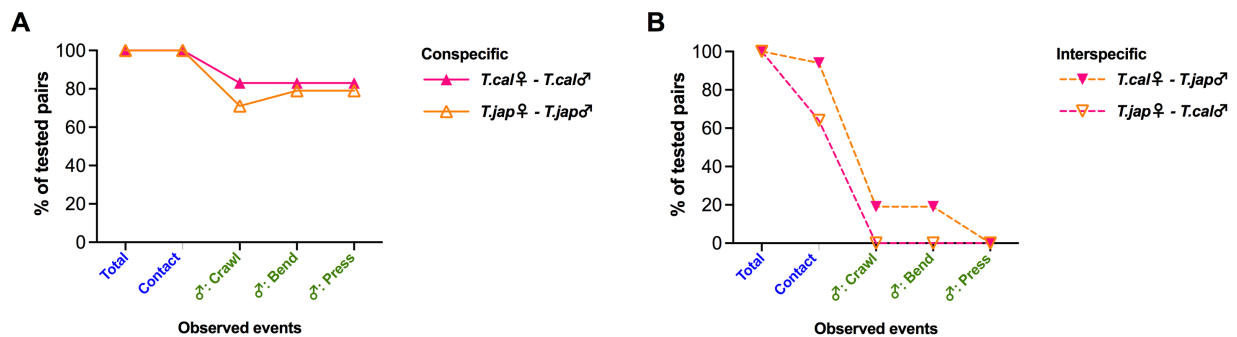 A
% of tested pairs
100
80
60
40
20
0
Total
Contact
♂: Crawl
♂: Bend
♂: Press
Observed events
Conspecific
T.cal♀ - T.cal♂
T.jap♀ - T.jap♂
B
% of tested pairs
100
80
60
40
20
0
Total
Contact
♂: Crawl
♂: Bend
♂: Press
Observed events
Interspecific
T.cal♀ - T.jap♂
T.jap♀ - T.cal♂